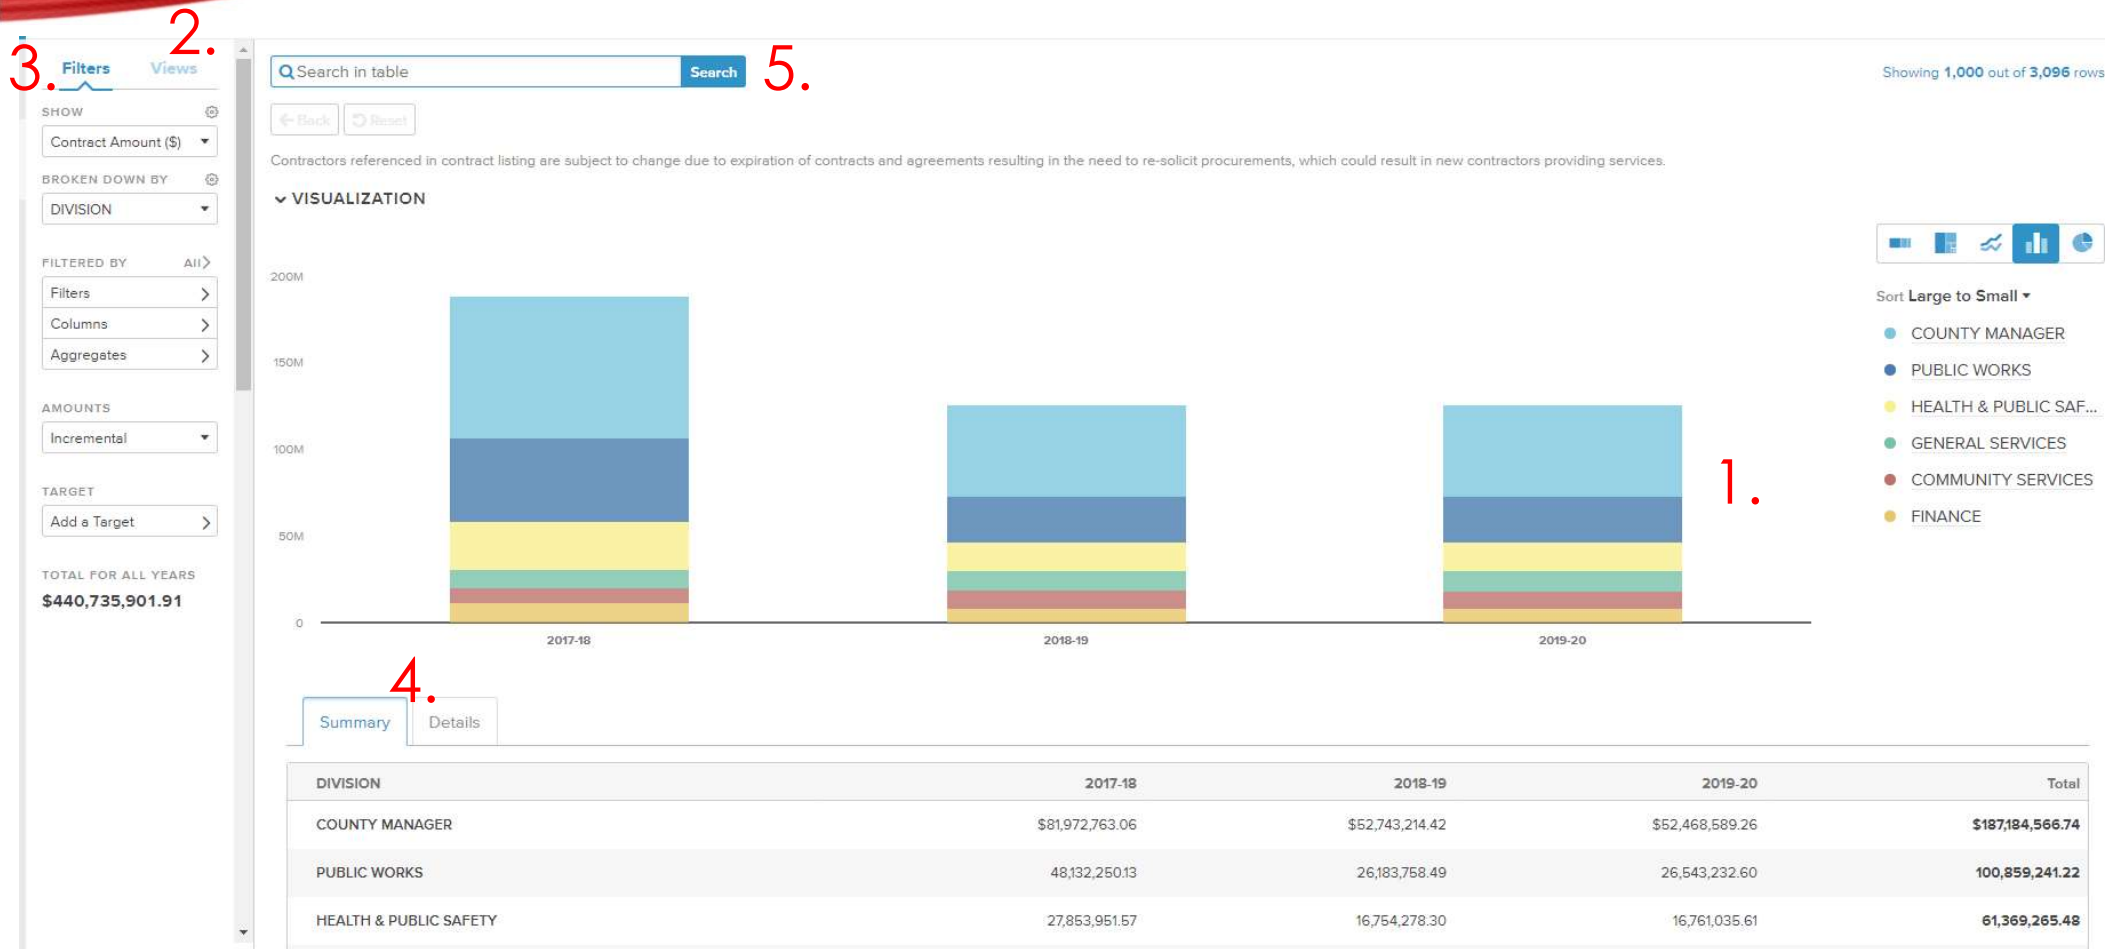 2.
3.
Filters Views
Search in table Search
5.
Showing 1,000 out of 3,096 rows
SHOW
Contract Amount ($)
Back Reset
BROKEN DOWN BY
DIVISION
Contractors referenced in contract listing are subject to change due to expiration of contracts and agreements resulting in the need to re-solicit procurements, which could result in new contractors providing services.
VISUALIZATION
FILTERED BY All
Filters
Columns
Aggregates
AMOUNTS
Incremental
TARGET
Add a Target
TOTAL FOR ALL YEARS
$440,735,901.91
200M
150M
100M
50M
0
2017-18 2018-19 2019-20
1.
Sort Large to Small
COUNTY MANAGER
PUBLIC WORKS
HEALTH & PUBLIC SAF...
GENERAL SERVICES
COMMUNITY SERVICES
FINANCE
4.
Summary Details
DIVISION 2017-18 2018-19 2019-20 Total
COUNTY MANAGER $81,972,763.06 $52,743,214.42 $52,468,589.26 $187,184,566.74
PUBLIC WORKS 48,132,250.13 26,183,758.49 26,543,232.60 100,859,241.22
HEALTH & PUBLIC SAFETY 27,853,951.57 16,754,278.30 16,761,035.61 61,369,265.48